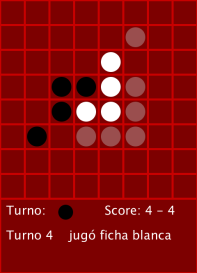 Turno: Score: 4 - 4
Turno 4 jugó ficha blanca